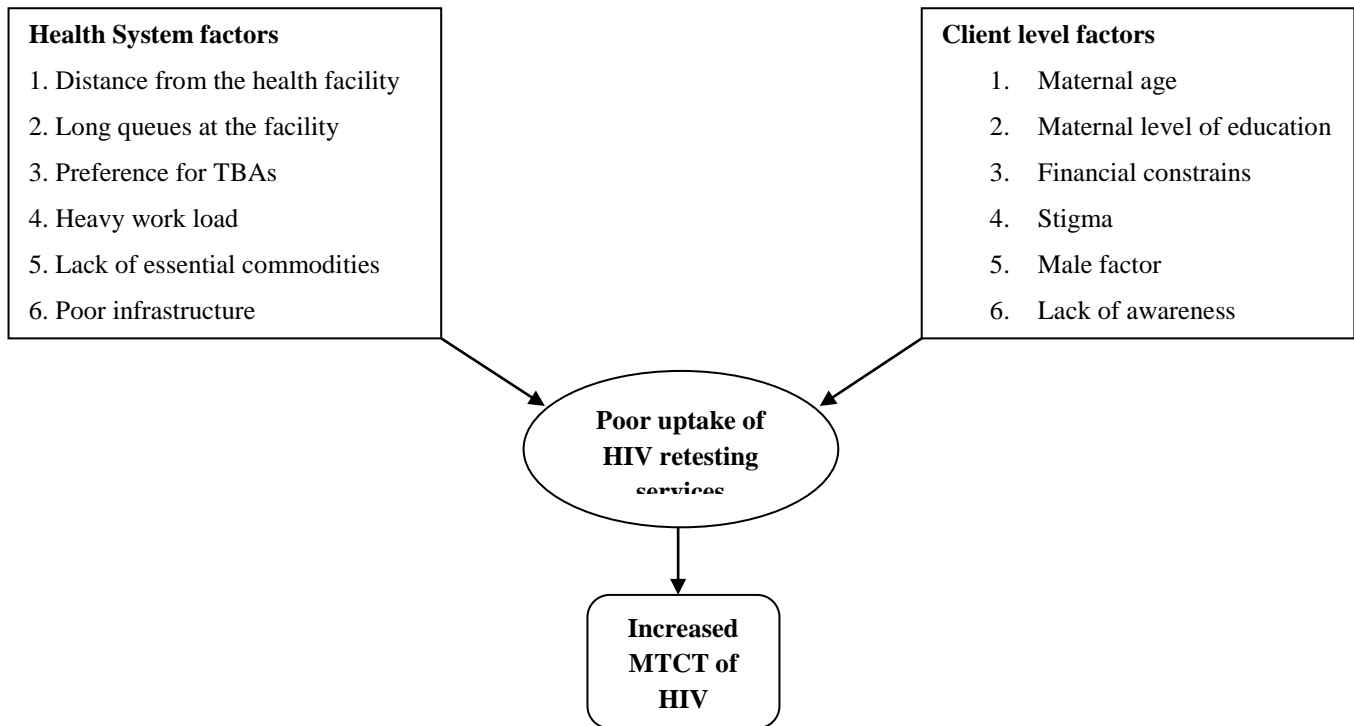 Health System factors
1. Distance from the health facility
2. Long queues at the facility
3. Preference for TBAs
4. Heavy work load
5. Lack of essential commodities
6. Poor infrastructure
Client level factors
1. Maternal age
2. Maternal level of education
3. Financial constrains
4. Stigma
5. Male factor
6. Lack of awareness
Poor uptake of
HIV retesting
services
Increased
MTCT of
HIV